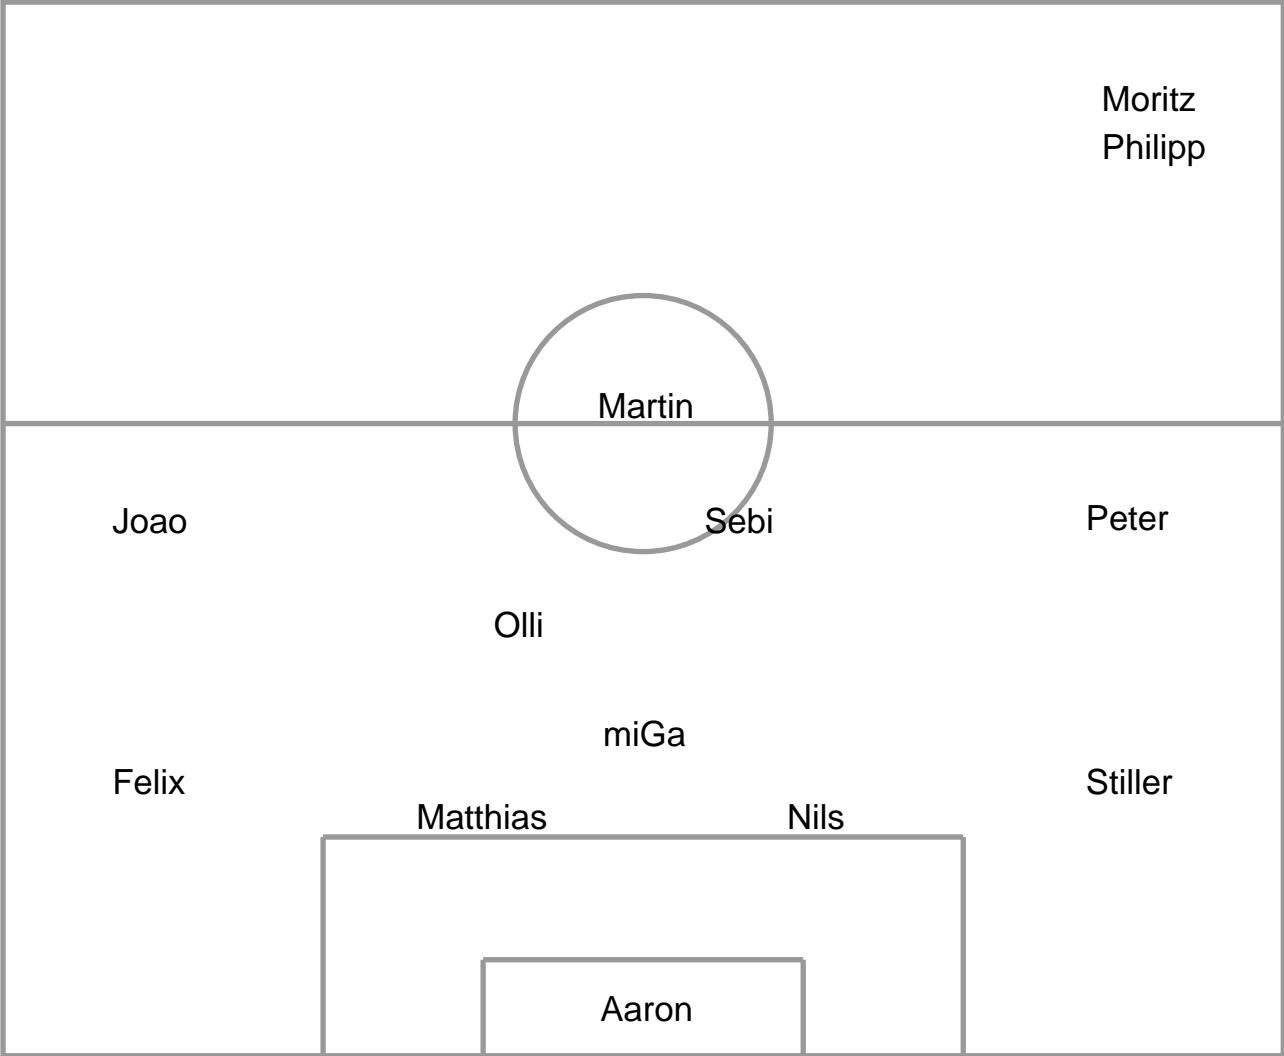 Moritz
Philipp
Martin
Joao
Sebi
Peter
Olli
miGa
Felix
Stiller
Matthias
Nils
Aaron